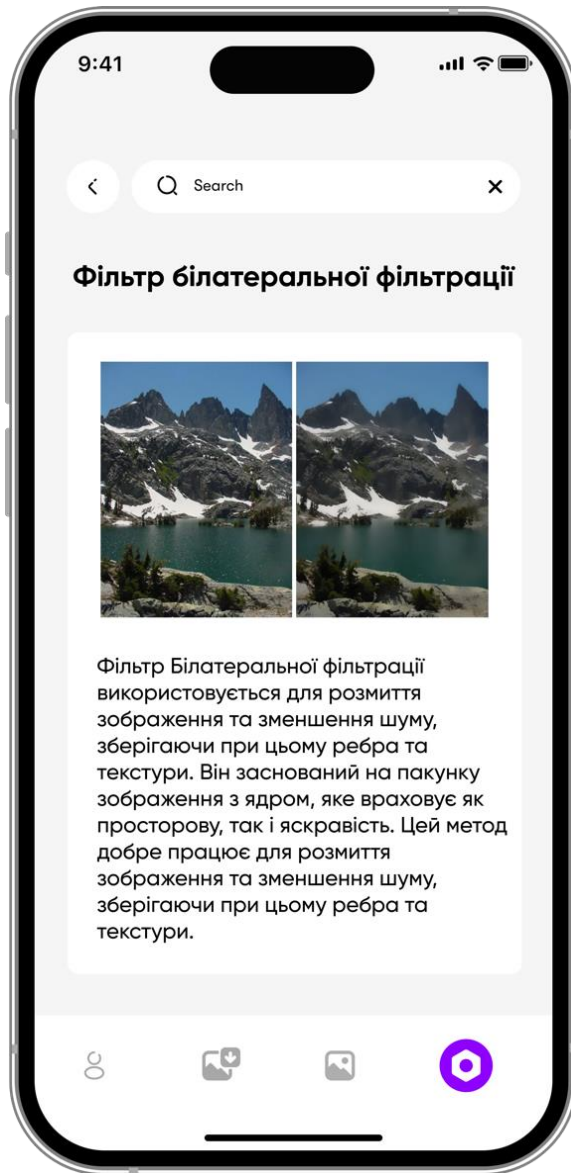 9:41
Search
Фільтр білатеральної фільтрації
Фільтр Білатеральної фільтрації
використовується для розмиття
зображення та зменшення шуму,
зберігаючи при цьому ребра та
текстури. Він заснований на пакунку
зображення з ядром, яке враховує як
просторову, так і яскравість. Цей метод
добре працює для розмиття
зображення та зменшення шуму,
зберігаючи при цьому ребра та
текстури.